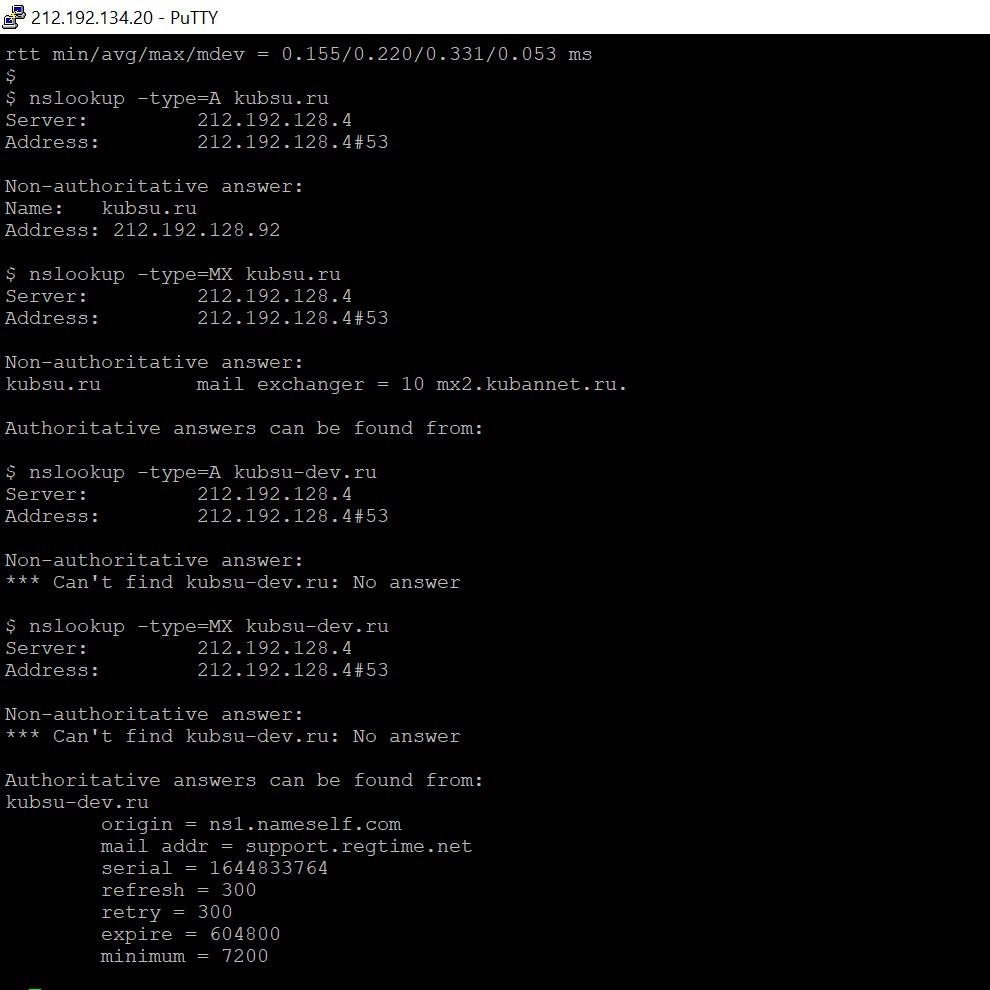 212.192.134.20 - PuTTY
rtt min/avg/max/mdev = 0.155/0.220/0.331/0.053 ms
$
$ nslookup -type=A kubsu.ru
Server:         212.192.128.4
Address:        212.192.128.4#53

Non-authoritative answer:
Name:   kubsu.ru
Address: 212.192.128.92

$ nslookup -type=MX kubsu.ru
Server:         212.192.128.4
Address:        212.192.128.4#53

Non-authoritative answer:
kubsu.ru        mail exchanger = 10 mx2.kubannet.ru.

Authoritative answers can be found from:

$ nslookup -type=A kubsu-dev.ru
Server:         212.192.128.4
Address:        212.192.128.4#53

Non-authoritative answer:
*** Can't find kubsu-dev.ru: No answer

$ nslookup -type=MX kubsu-dev.ru
Server:         212.192.128.4
Address:        212.192.128.4#53

Non-authoritative answer:
*** Can't find kubsu-dev.ru: No answer

Authoritative answers can be found from:
kubsu-dev.ru
        origin = ns1.nameself.com
        mail addr = support.regtime.net
        serial = 1644833764
        refresh = 300
        retry = 300
        expire = 604800
        minimum = 7200